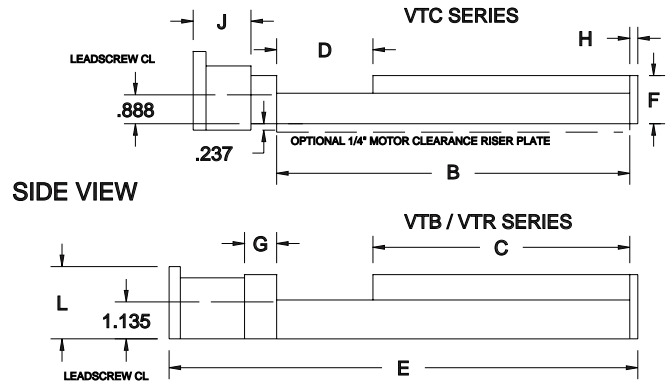 J
VTC SERIES
D
H
LEADSCREW CL
F
.888
.237
OPTIONAL 1/4" MOTOR CLEARANCE RISER PLATE
B
SIDE VIEW
VTB / VTR SERIES
G
C
L
1.135
E
LEADSCREW CL